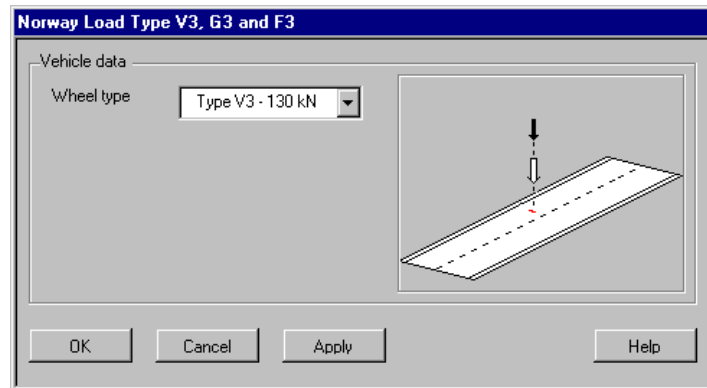 Norway Load Type V3, G3 and F3
Vehicle data
Wheel type
Type V3 - 130 kN
OK
Cancel
Apply
Help